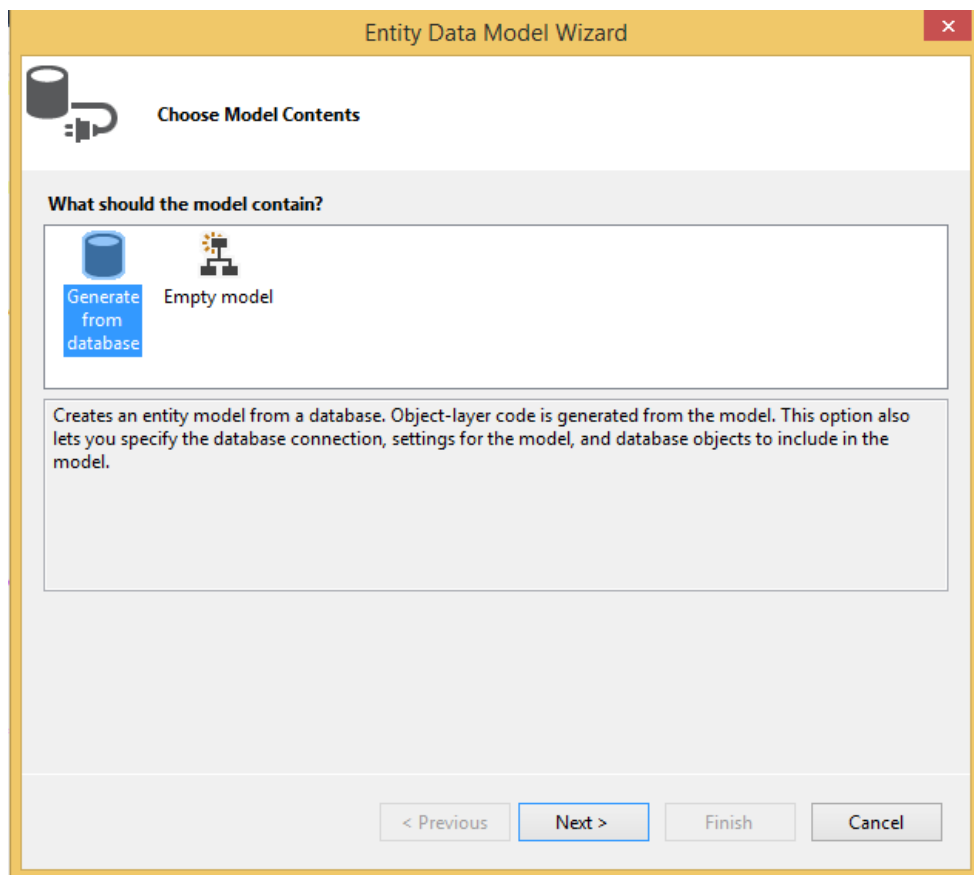 Entity Data Model Wizard
Choose Model Contents
What should the model contain?
Generate
from
database
Empty model
Creates an entity model from a database. Object-layer code is generated from the model. This option also
lets you specify the database connection, settings for the model, and database objects to include in the
model.
< Previous
Next >
Finish
Cancel